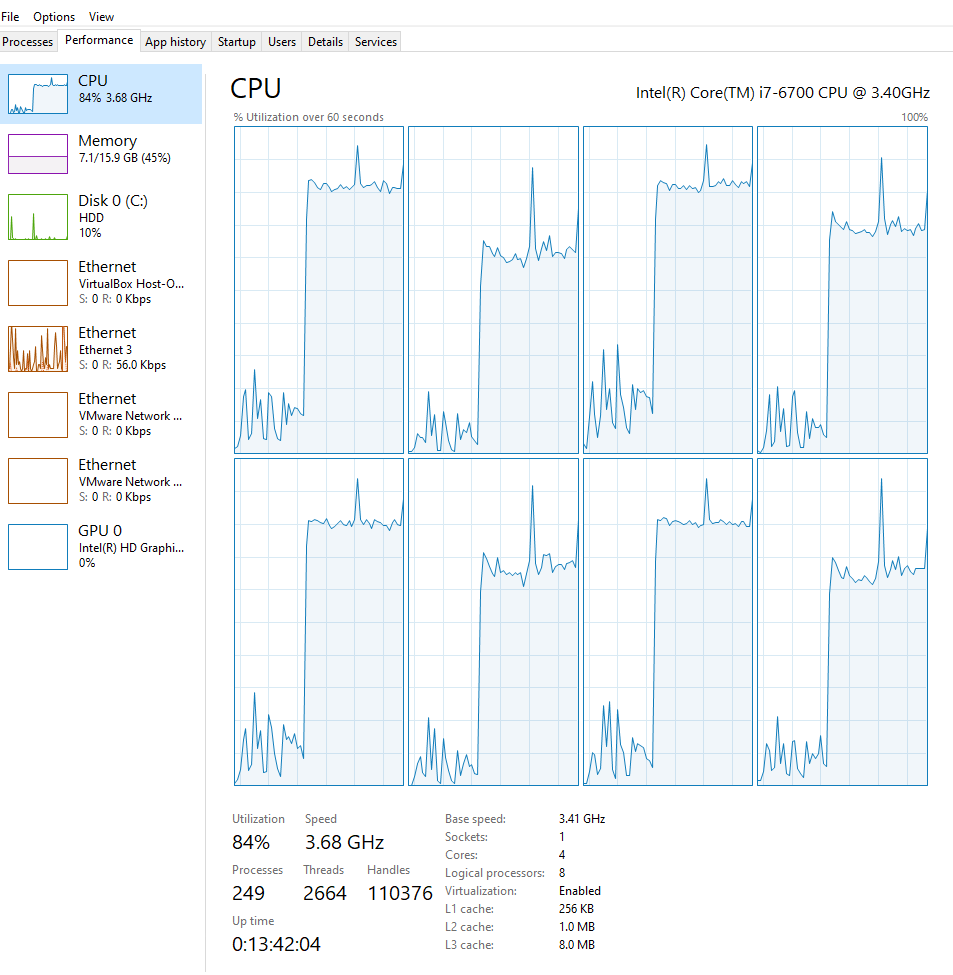 File Options View
Processes Performance App history Startup Users Details Services
CPU
84% 3.68 GHz
Memory
7.1/15.9 GB (45%)
Disk 0 (C:)
HDD
10%
Ethernet
VirtualBox Host-O...
S: 0 R: 0 Kbps
Ethernet
Ethernet 3
S: 0 R: 56.0 Kbps
Ethernet
VMware Network ...
S: 0 R: 0 Kbps
Ethernet
VMware Network ...
S: 0 R: 0 Kbps
GPU 0
Intel(R) HD Graphi...
0%
CPU
Intel(R) Core(TM) i7-6700 CPU @ 3.40GHz
% Utilization over 60 seconds 100%
Utilization Speed
84% 3.68 GHz
Processes Threads Handles
249 2664 110376
Up time
0:13:42:04
Base speed: 3.41 GHz
Sockets: 1
Cores: 4
Logical processors: 8
Virtualization: Enabled
L1 cache: 256 KB
L2 cache: 1.0 MB
L3 cache: 8.0 MB